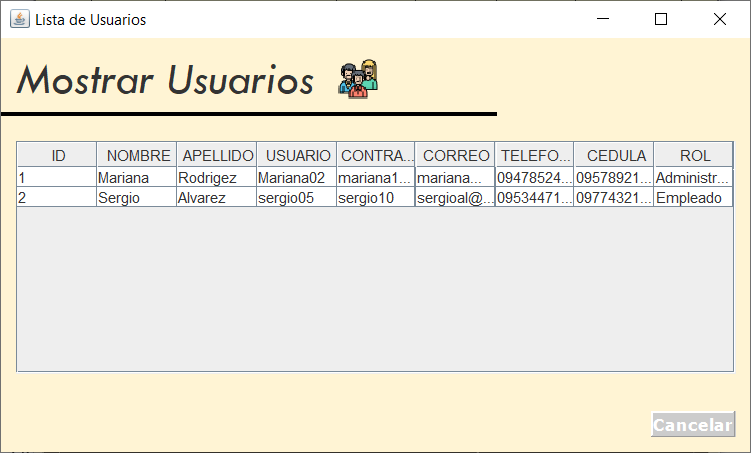 Lista de Usuarios
Mostrar Usuarios
ID NOMBRE APELLIDO USUARIO CONTRA... CORREO TELEFO... CEDULA ROL
1 Mariana Rodrigez Mariana02 mariana1... mariana... 09478524... 09578921... Administr...
2 Sergio Alvarez sergio05 sergio10 sergioal@... 09534471... 09774321... Empleado
Cancelar